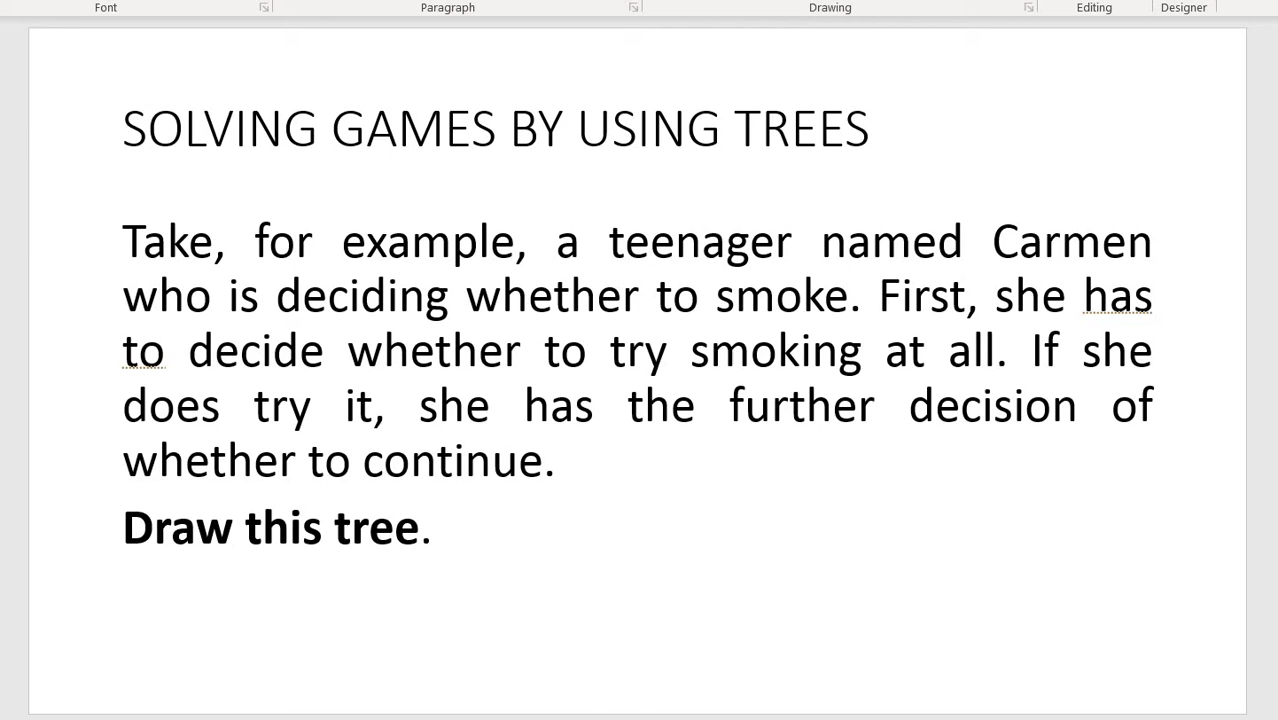 Font Paragraph Drawing Editing Designer
SOLVING GAMES BY USING TREES
Take, for example, a teenager named Carmen
who is deciding whether to smoke. First, she has
to decide whether to try smoking at all. If she
does try it, she has the further decision of
whether to continue.
Draw this tree.